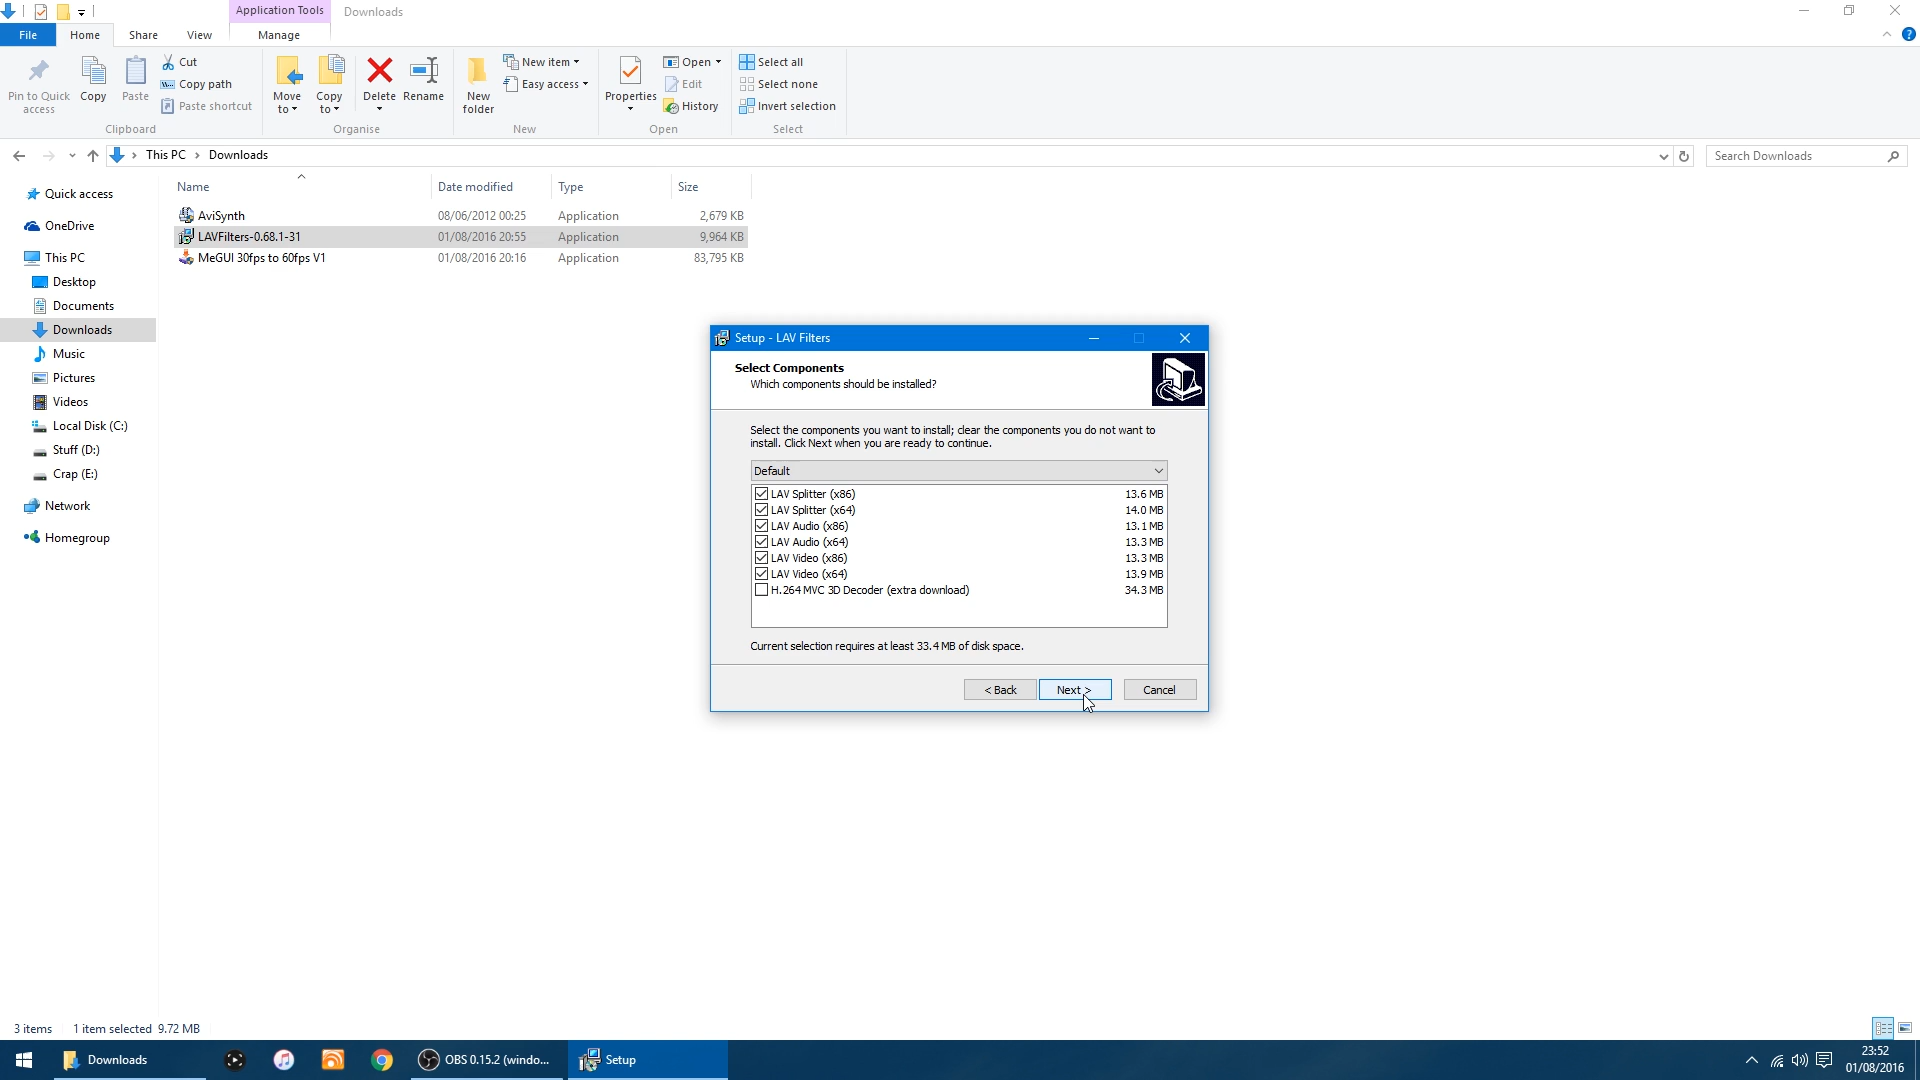 Application Tools
Downloads
File
Home
Share
View
Manage
Pin to Quick access
Copy
Paste
Cut
Copy path
Paste shortcut
Clipboard
Move to
Copy to
Delete
Rename
Organise
New folder
New item
Easy access
New
Properties
Open
Edit
History
Open
Select all
Select none
Invert selection
Select
This PC > Downloads
Search Downloads
Name
Date modified
Type
Size
AviSynth 08/06/2012 00:25 Application 2,679 KB
LAVFilters-0.68.1-31 01/08/2016 20:55 Application 9,964 KB
MeGUI 30fps to 60fps V1 01/08/2016 20:16 Application 83,795 KB
Quick access
OneDrive
This PC
Desktop
Documents
Downloads
Music
Pictures
Videos
Local Disk (C:)
Stuff (D:)
Crap (E:)
Network
Homegroup
Setup - LAV Filters
Select Components
Which components should be installed?
Select the components you want to install; clear the components you do not want to
install. Click Next when you are ready to continue.
Default
LAV Splitter (x86) 13.6 MB
LAV Splitter (x64) 14.0 MB
LAV Audio (x86) 13.1 MB
LAV Audio (x64) 13.3 MB
LAV Video (x86) 13.3 MB
LAV Video (x64) 13.9 MB
H.264 MVC 3D Decoder (extra download) 34.3 MB
Current selection requires at least 33.4 MB of disk space.
< Back
Next >
Cancel
3 items
1 item selected 9.72 MB
Downloads
OBS 0.15.2 (windo...
Setup
23:52
01/08/2016